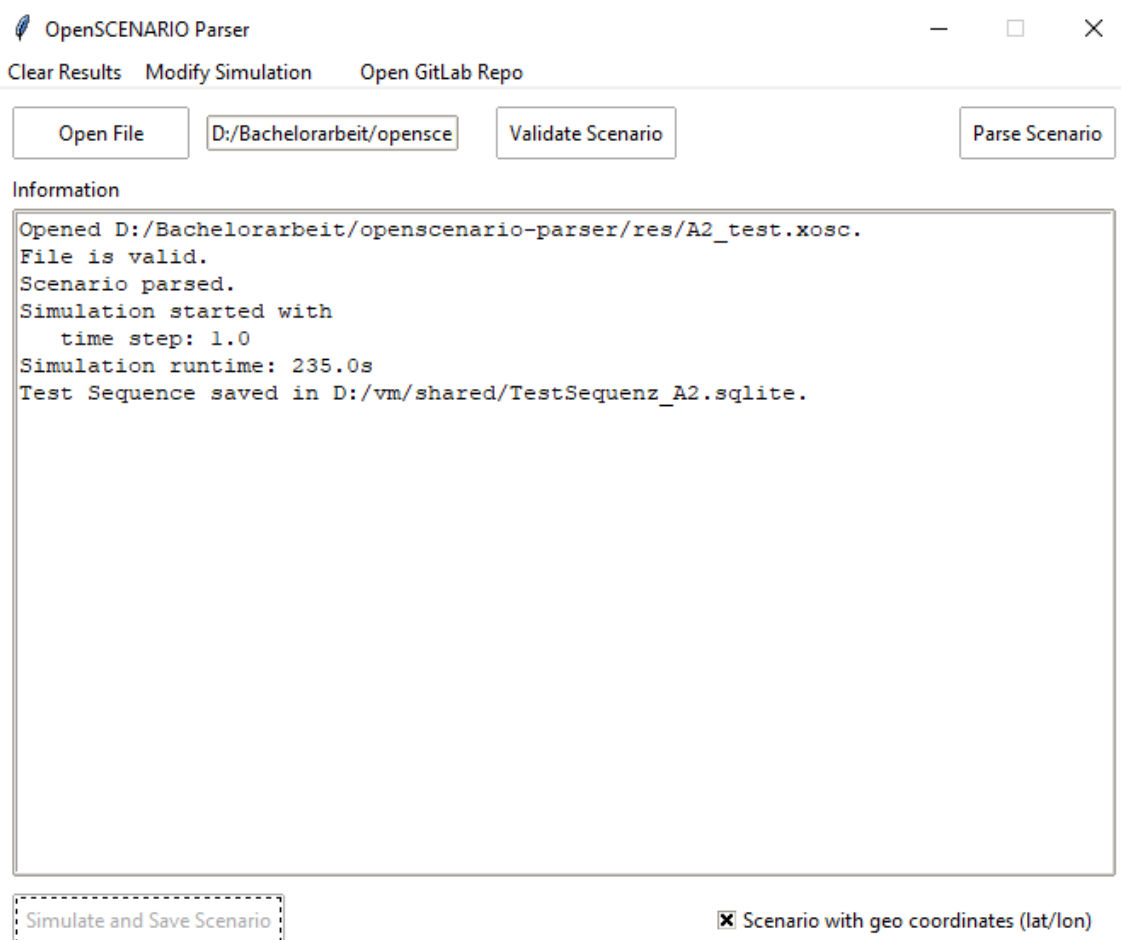 OpenSCENARIO Parser
Clear Results Modify Simulation Open GitLab Repo
Open File D:/Bachelorarbeit/opensce Validate Scenario Parse Scenario
Information
Opened D:/Bachelorarbeit/openscenario-parser/res/A2_test.xosc.
File is valid.
Scenario parsed.
Simulation started with
time step: 1.0
Simulation runtime: 235.0s
Test Sequence saved in D:/vm/shared/TestSequenz_A2.sqlite.
Simulate and Save Scenario Scenario with geo coordinates (lat/lon)